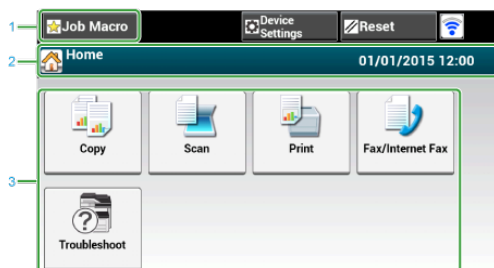 1
Job Macro
Device
Settings
Reset
2
Home
01/01/2015 12:00
3
Copy
Scan
Print
Fax/Internet Fax
Troubleshoot